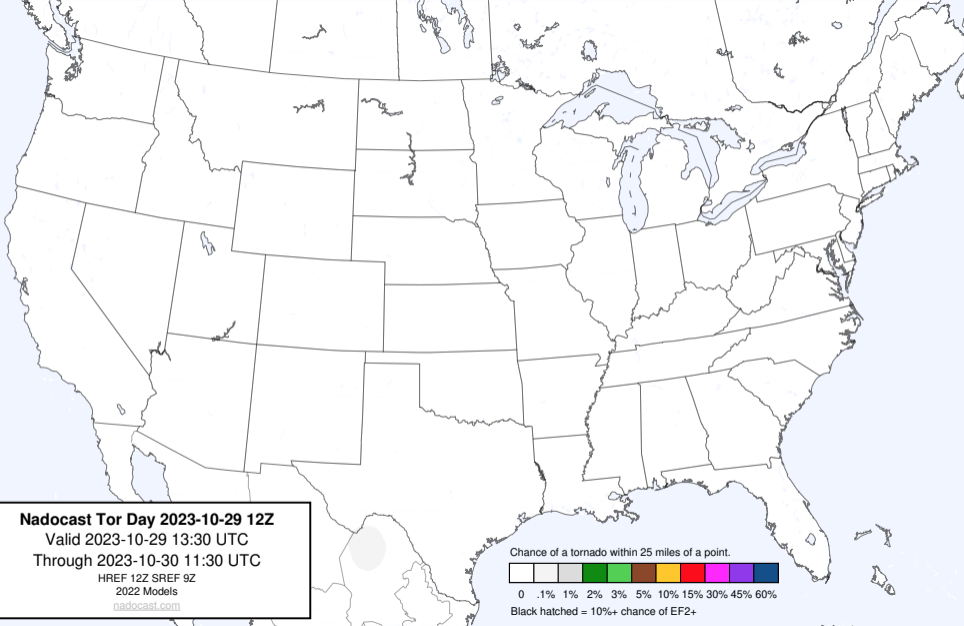 Nadocast Tor Day 2023-10-29 12Z
Valid 2023-10-29 13:30 UTC
Through 2023-10-30 11:30 UTC
HREF 12Z SREF 9Z
2022 Models
nadocast.com
Chance of a tornado within 25 miles of a point.
0 .1% 1% 2% 3% 5% 10% 15% 30% 45% 60%
Black hatched = 10%+ chance of EF2+